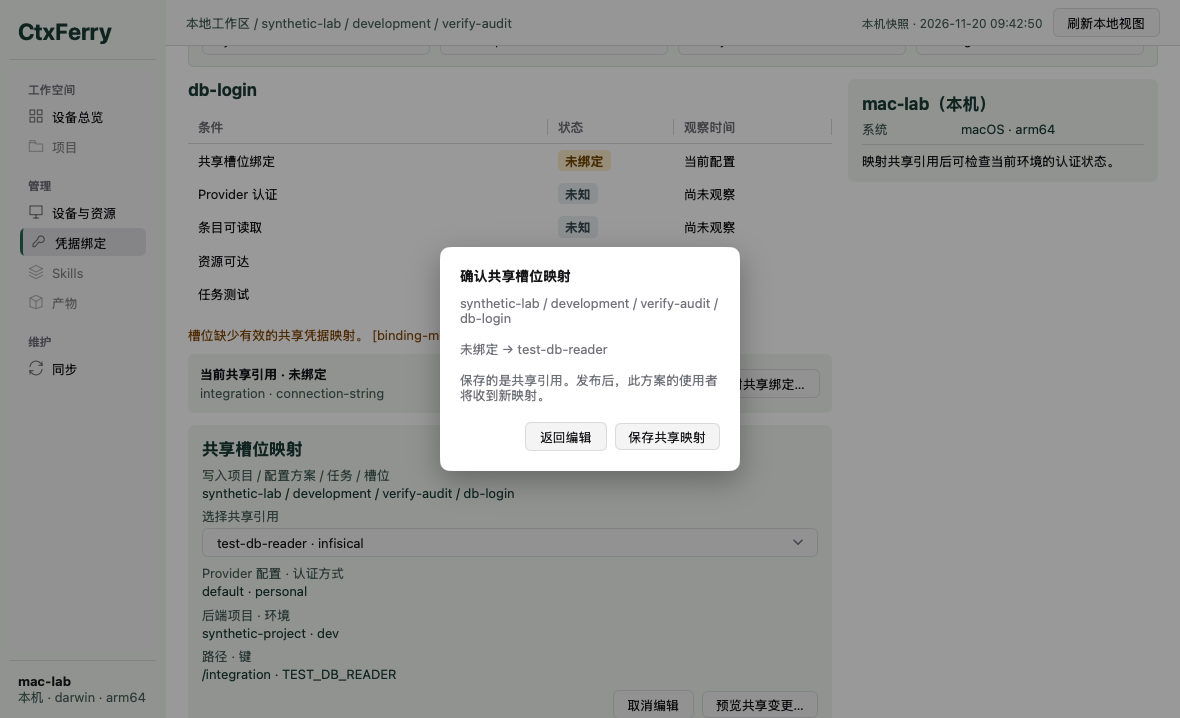 CtxFerry
本地工作区 / synthetic-lab / development / verify-audit
本机快照 · 2026-11-20 09:42:50
刷新本地视图
工作空间
设备总览
项目
管理
设备与资源
凭据绑定
Skills
产物
维护
同步
mac-lab
本机 · darwin · arm64
db-login
条件 状态 观察时间
共享槽位绑定 未绑定 当前配置
Provider 认证 未知 尚未观察
条目可读取 未知 尚未观察
资源可达
任务测试
槽位缺少有效的共享凭据映射。 [binding-m
当前共享引用 · 未绑定
integration · connection-string
共享绑定...
共享槽位映射
写入项目 / 配置方案 / 任务 / 槽位
synthetic-lab / development / verify-audit / db-login
选择共享引用
test-db-reader · infisical
Provider 配置 · 认证方式
default · personal
后端项目 · 环境
synthetic-project · dev
路径 · 键
/integration · TEST_DB_READER
取消编辑
预览共享变更...
mac-lab（本机）
系统 macOS · arm64
映射共享引用后可检查当前环境的认证状态。
确认共享槽位映射
synthetic-lab / development / verify-audit /
db-login
未绑定 → test-db-reader
保存的是共享引用。发布后，此方案的使用者
将收到新映射。
返回编辑
保存共享映射